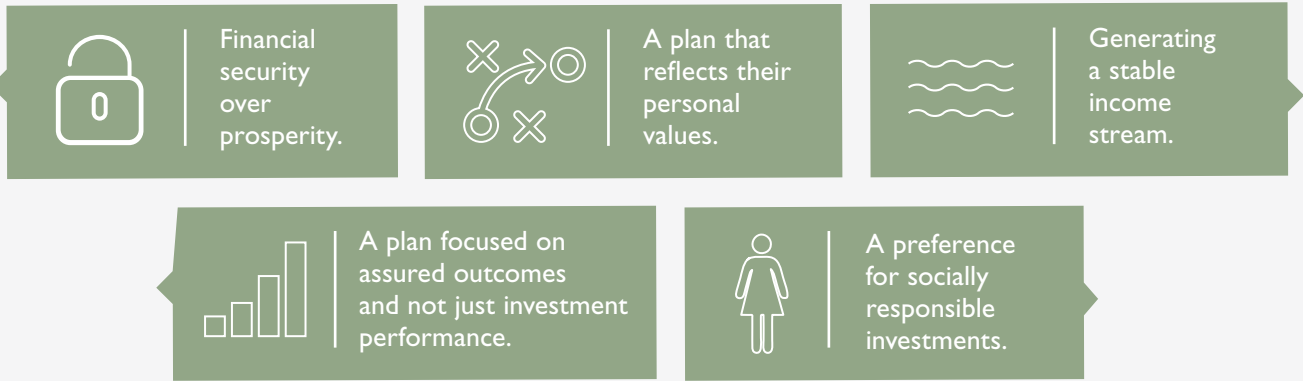 Financial
security
over
prosperity.
A plan that
reflects their
personal
values.
Generating
a stable
income
stream.
A plan focused on
assured outcomes
and not just investment
performance.
A preference
for socially
responsible
investments.